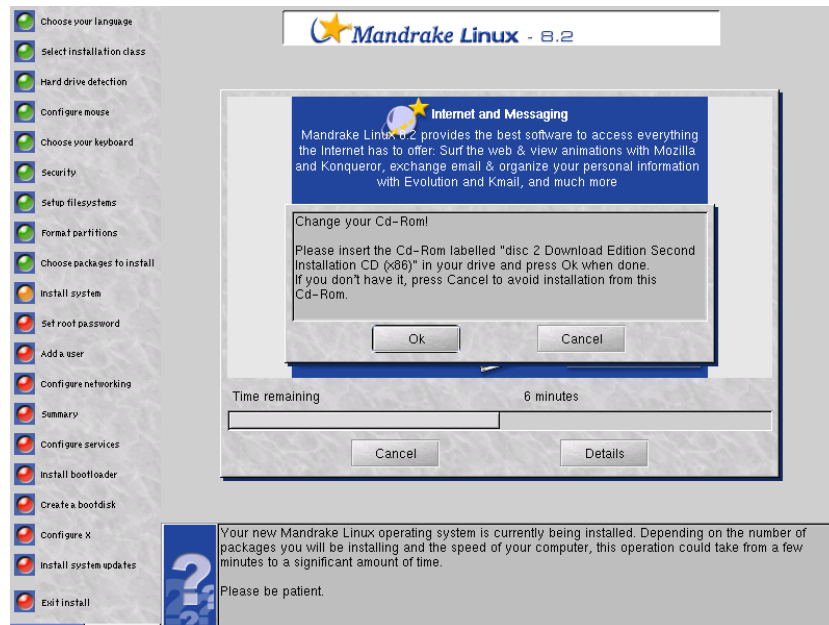 Choose your language
Select installation class
Hard drive detection
Configure mouse
Choose your keyboard
Security
Setup filesystems
Format partitions
Choose packages to install
Install system
Set root password
Add a user
Configure networking
Summary
Configure services
Install bootloader
Create a bootdisk
Configure X
Install system updates
Exit install
Mandrake Linux - 8.2
Internet and Messaging
Mandrake Linux 8.2 provides the best software to access everything
the Internet has to offer: Surf the web & view animations with Mozilla
and Konqueror, exchange email & organize your personal information
with Evolution and Kmail, and much more
Change your Cd-Rom!
Please insert the Cd-Rom labelled "disc 2 Download Edition Second
Installation CD (x86)" in your drive and press Ok when done.
If you don't have it, press Cancel to avoid installation from this
Cd-Rom.
Ok
Cancel
Time remaining
6 minutes
Cancel
Details
Your new Mandrake Linux operating system is currently being installed. Depending on the number of
packages you will be installing and the speed of your computer, this operation could take from a few
minutes to a significant amount of time.
Please be patient.